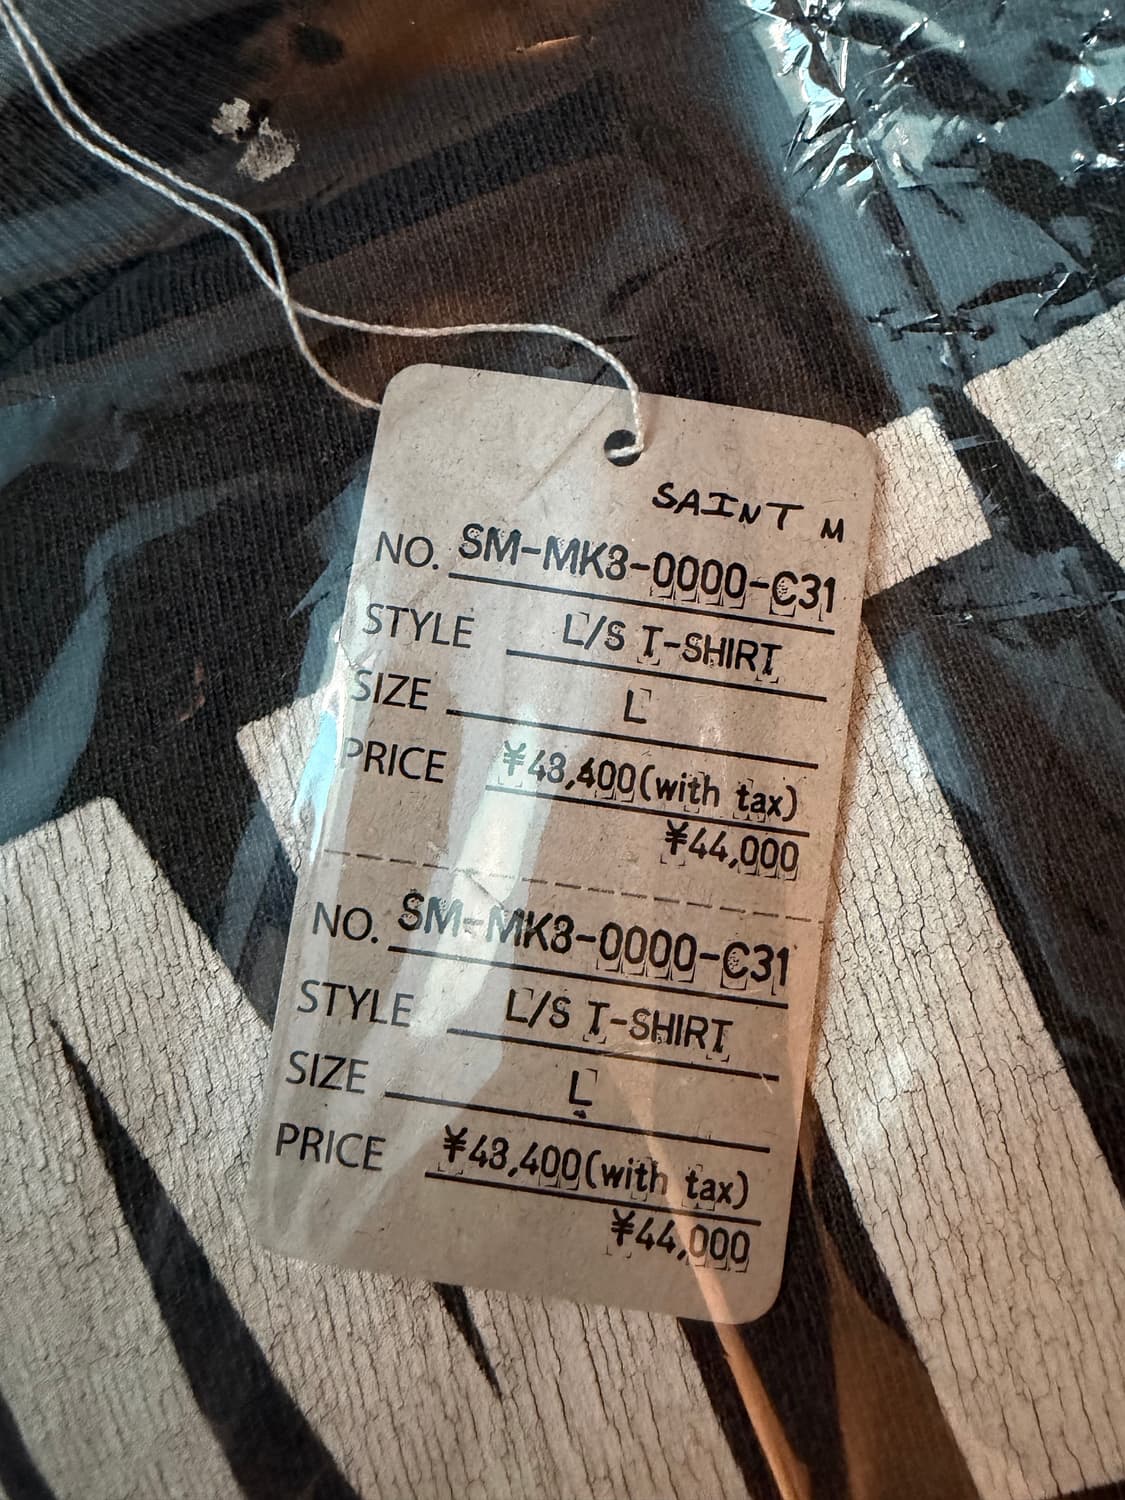 SAINT M
NO. SM-MK8-0000-C31
STYLE L/S T-SHIRT
SIZE L
PRICE ¥48,400(with tax)
¥44,000
NO. SM-MK8-0000-C31
STYLE L/S T-SHIRT
SIZE L
PRICE ¥48,400(with tax)
¥44,000